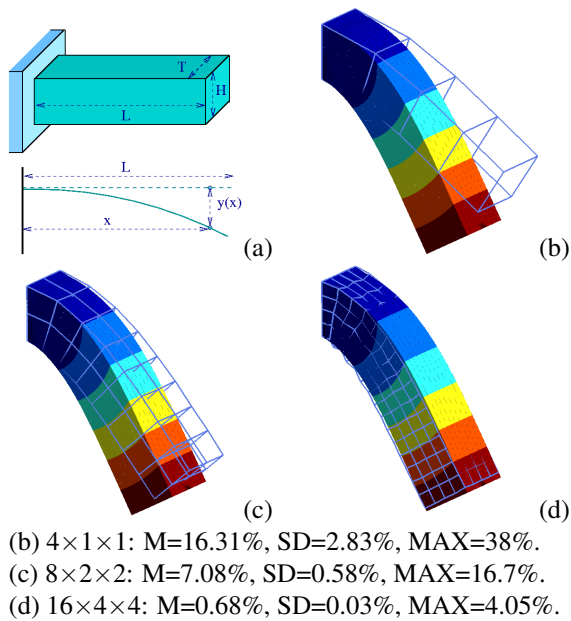 T
H
L
L
y(x)
x
(a)
(b)
(c)
(d)
(b) 4×1×1: M=16.31%, SD=2.83%, MAX=38%.
(c) 8×2×2: M=7.08%, SD=0.58%, MAX=16.7%.
(d) 16×4×4: M=0.68%, SD=0.03%, MAX=4.05%.